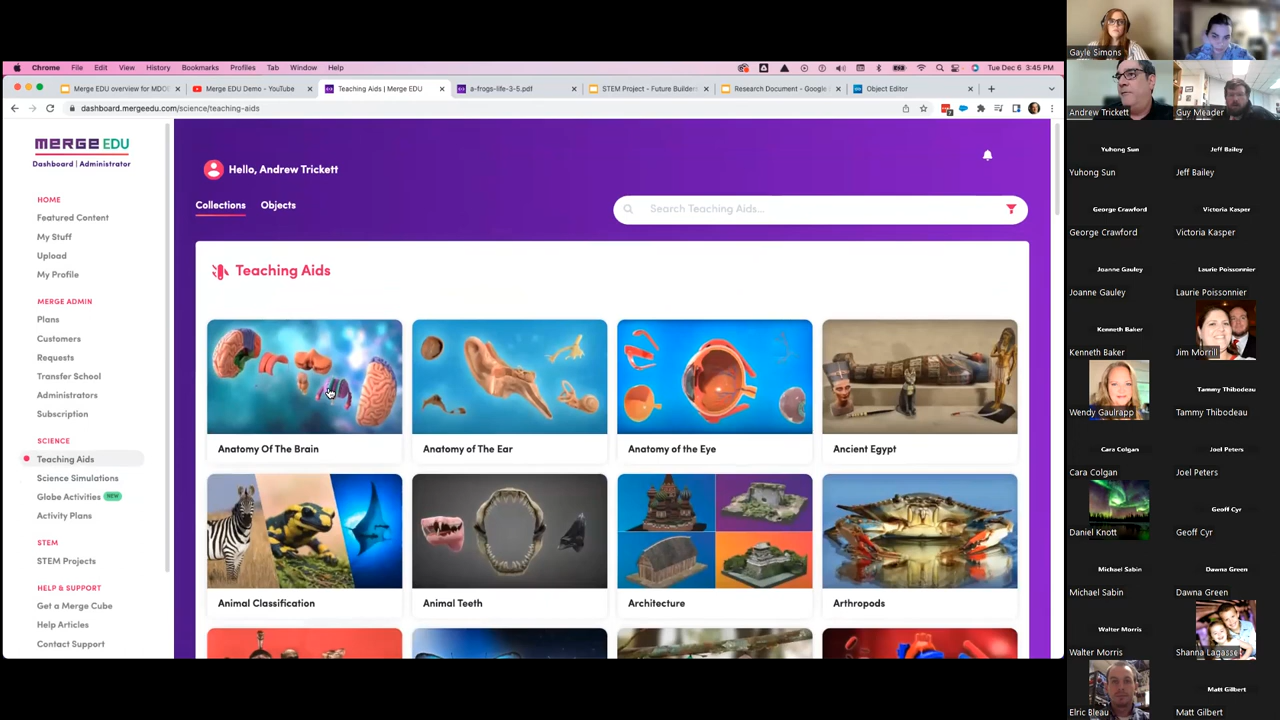 Chrome File Edit View History Bookmarks Profiles Tab Window Help
Tue Dec 6 3:45 PM
Merge EDU overview for MDOE
Merge EDU Demo - YouTube
Teaching Aids | Merge EDU
a-frogs-life-3-5.pdf
STEM Project - Future Builders
Research Document - Google
Object Editor
dashboard.mergeedu.com/science/teaching-aids
MERGE EDU
Dashboard | Administrator
HOME
Featured Content
My Stuff
Upload
My Profile
MERGE ADMIN
Plans
Customers
Requests
Transfer School
Administrators
Subscription
SCIENCE
Teaching Aids
Science Simulations
Globe Activities NEW
Activity Plans
STEM
STEM Projects
HELP & SUPPORT
Get a Merge Cube
Help Articles
Contact Support
Hello, Andrew Trickett
Collections Objects
Search Teaching Aids...
Teaching Aids
Anatomy Of The Brain
Anatomy of The Ear
Anatomy of the Eye
Ancient Egypt
Animal Classification
Animal Teeth
Architecture
Arthropods
Gayle Simons
Andrew Trickett
Guy Meader
Yuhong Sun
Jeff Bailey
Yuhong Sun
Jeff Bailey
George Crawford
Victoria Kasper
George Crawford
Victoria Kasper
Joanne Gauley
Laurie Poissonnier
Joanne Gauley
Laurie Poissonnier
Kenneth Baker
Kenneth Baker
Jim Morrill
Tammy Thibodeau
Wendy Gaulrapp
Tammy Thibodeau
Cara Colgan
Joel Peters
Cara Colgan
Joel Peters
Geoff Cyr
Daniel Knott
Geoff Cyr
Michael Sabin
Dawna Green
Michael Sabin
Dawna Green
Walter Morris
Walter Morris
Shanna Lagasse
Matt Gilbert
Elric Bleau
Matt Gilbert